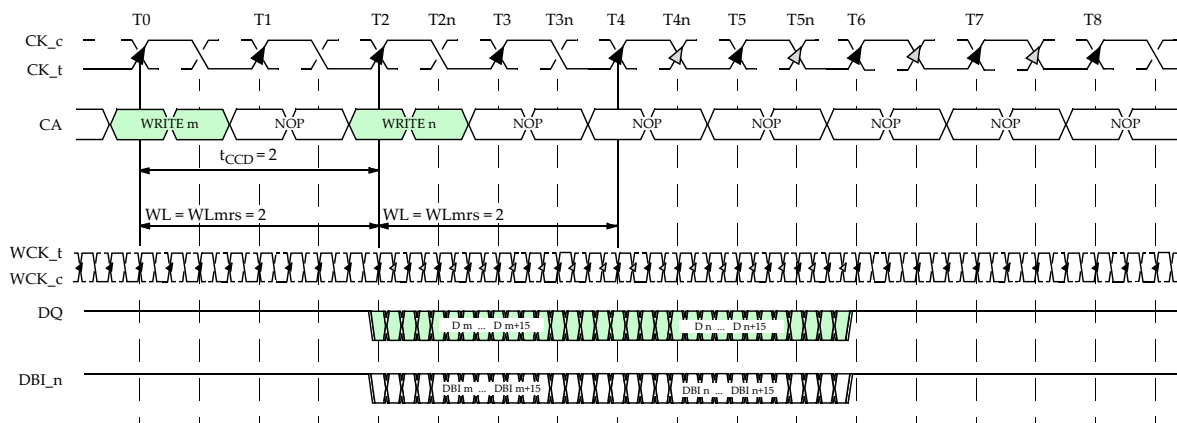 T0 T1 T2 T2n T3 T3n T4 T4n T5 T5n T6 T7 T8
CK_c
CK_t
CA WRITE m NOP WRITE n NOP NOP NOP NOP NOP NOP
tCCD = 2
WL = WLmrs = 2 WL = WLmrs = 2
WCK_t
WCK_c
DQ D m ... D m+15 D n ... D n+15
DBI_n DBI m ... DBI m+15 DBI n ... DBI n+15